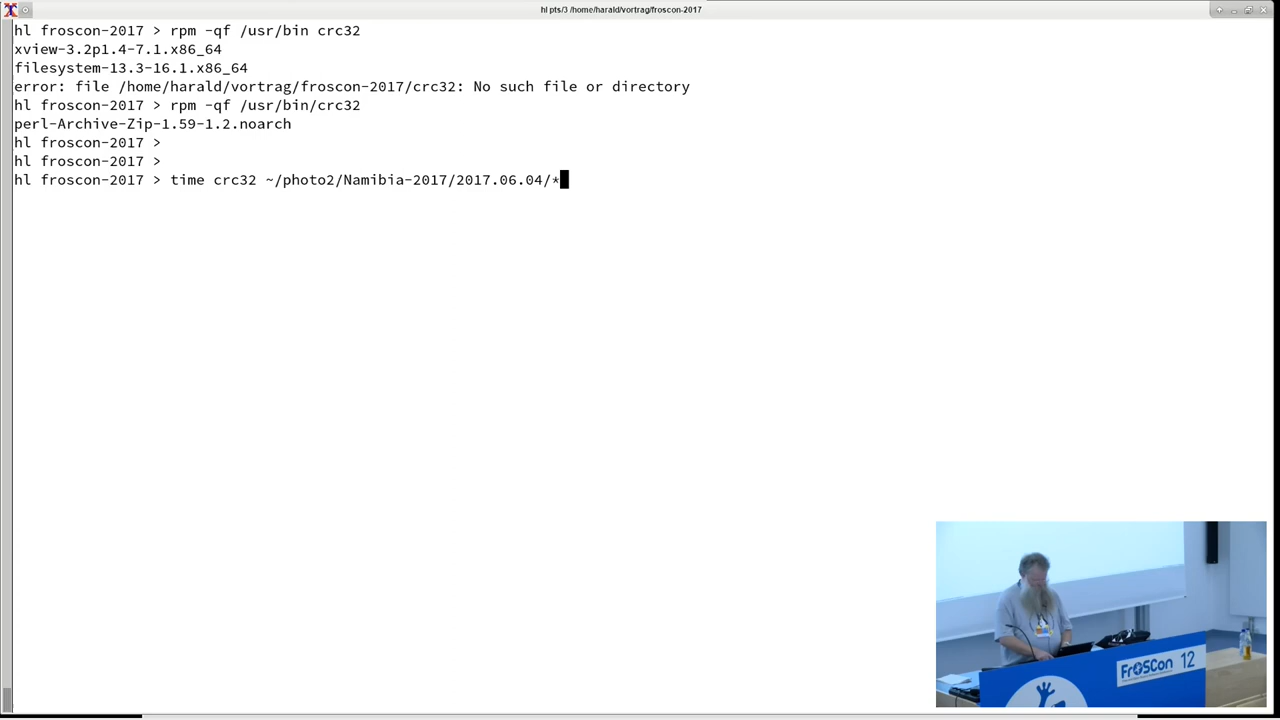 hl pts/3 /home/harald/vortrag/froscon-2017
hl froscon-2017 > rpm -qf /usr/bin crc32
xview-3.2p1.4-7.1.x86_64
filesystem-13.3-16.1.x86_64
error: file /home/harald/vortrag/froscon-2017/crc32: No such file or directory
hl froscon-2017 > rpm -qf /usr/bin/crc32
perl-Archive-Zip-1.59-1.2.noarch
hl froscon-2017 >
hl froscon-2017 >
hl froscon-2017 > time crc32 ~/photo2/Namibia-2017/2017.06.04/*
FrOSCon 12